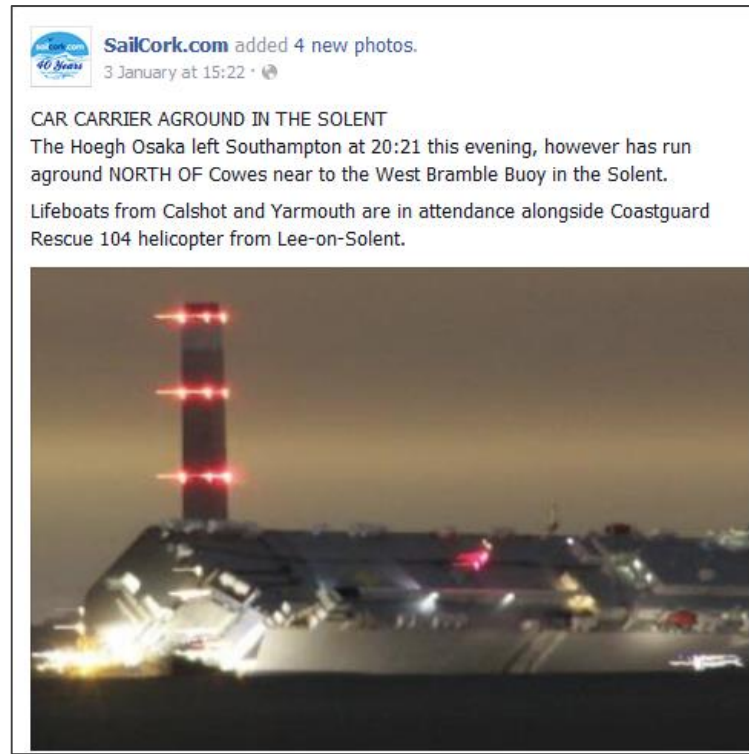 sailcork.com
40 Years
SailCork.com added 4 new photos.
3 January at 15:22 ·
CAR CARRIER AGROUND IN THE SOLENT
The Hoegh Osaka left Southampton at 20:21 this evening, however has run
aground NORTH OF Cowes near to the West Bramble Buoy in the Solent.
Lifeboats from Calshot and Yarmouth are in attendance alongside Coastguard
Rescue 104 helicopter from Lee-on-Solent.